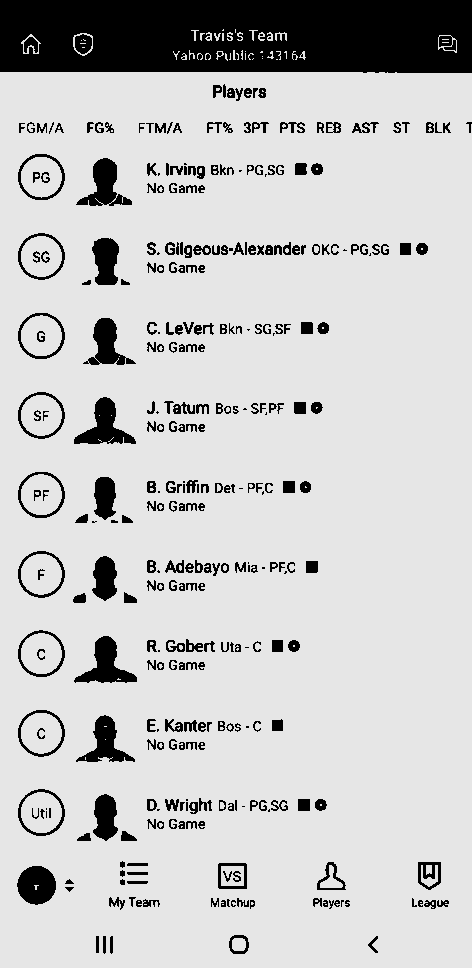 Travis's Team
Yahoo Public 143164
Players
FGM/A FG% FTM/A FT% 3PT PTS REB AST ST BLK T
PG K. Irving Bkn - PG,SG
No Game
SG S. Gilgeous-Alexander OKC - PG,SG
No Game
G C. LeVert Bkn - SG,SF
No Game
SF J. Tatum Bos - SF,PF
No Game
PF B. Griffin Det - PF,C
No Game
F B. Adebayo Mia - PF,C
No Game
C R. Gobert Uta - C
No Game
C E. Kanter Bos - C
No Game
Util D. Wright Dal - PG,SG
No Game
T VS
My Team Matchup Players League